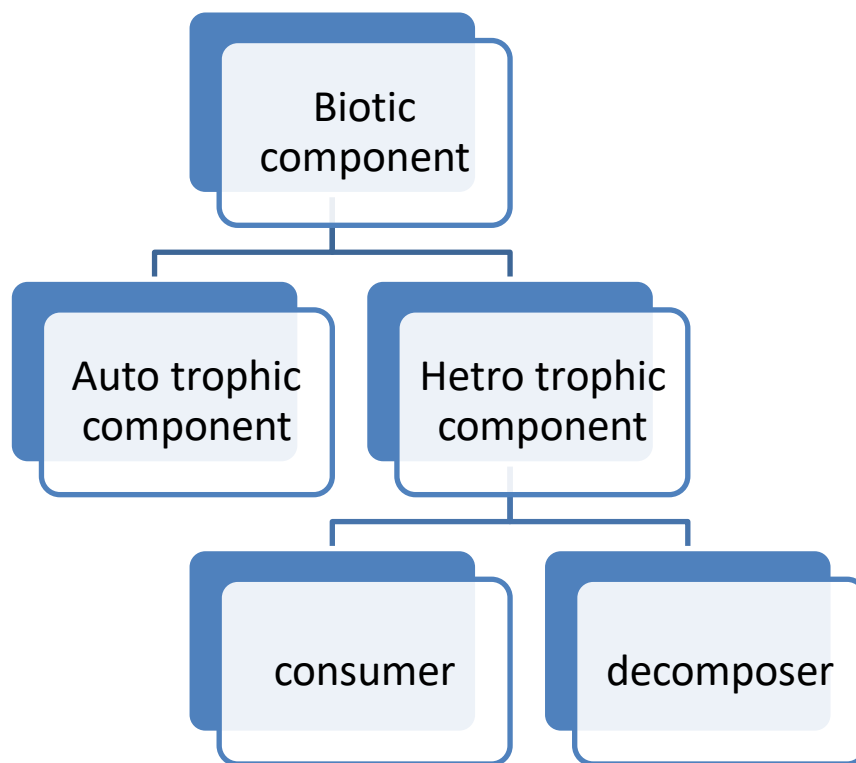 Biotic
component
Auto trophic
component
Hetro trophic
component
consumer
decomposer